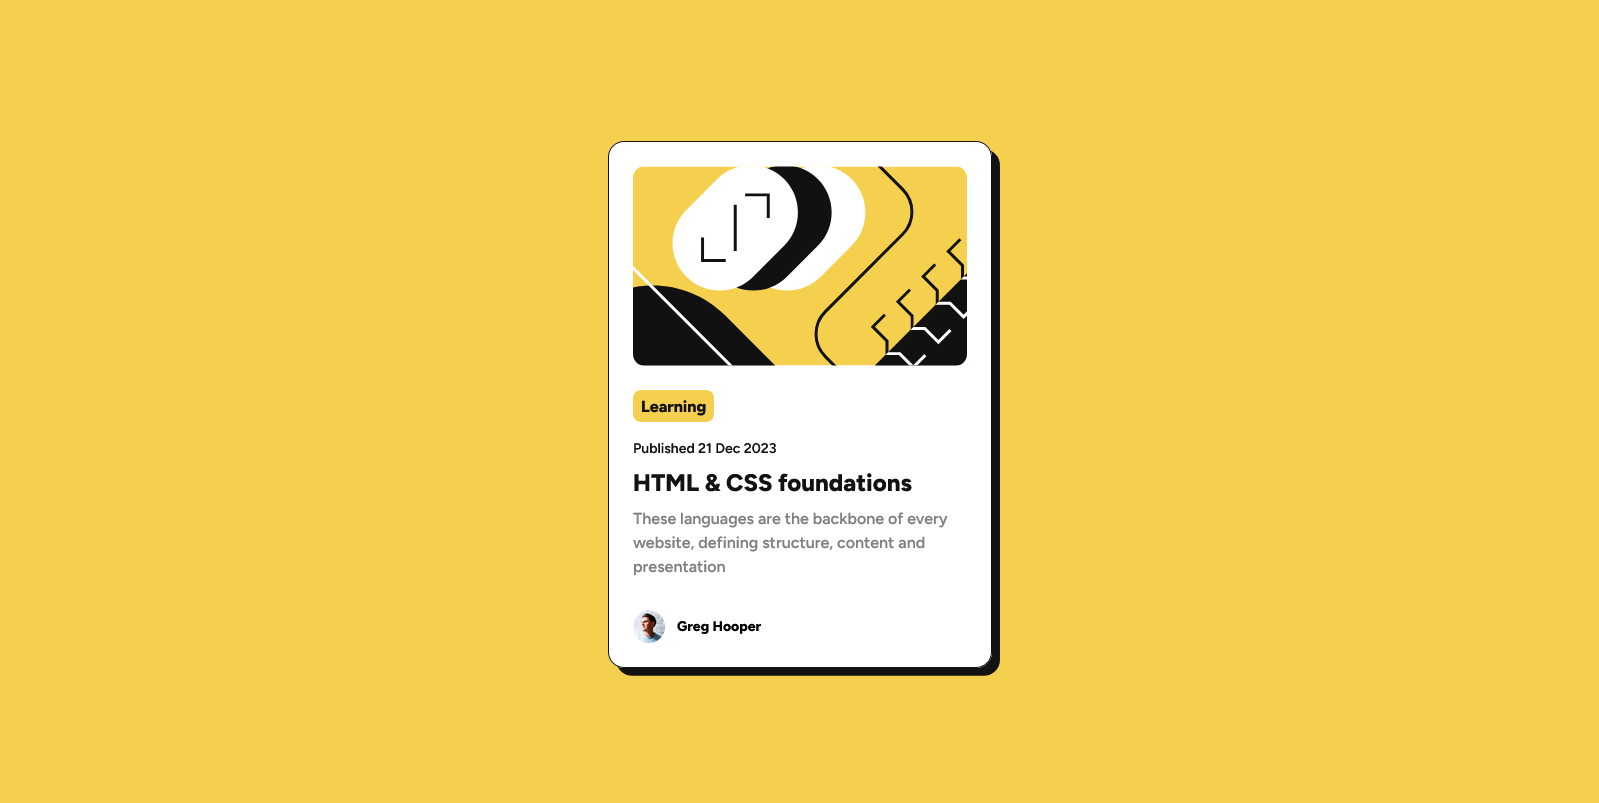 Learning
Published 21 Dec 2023
HTML & CSS foundations
These languages are the backbone of every
website, defining structure, content and
presentation
Greg Hooper